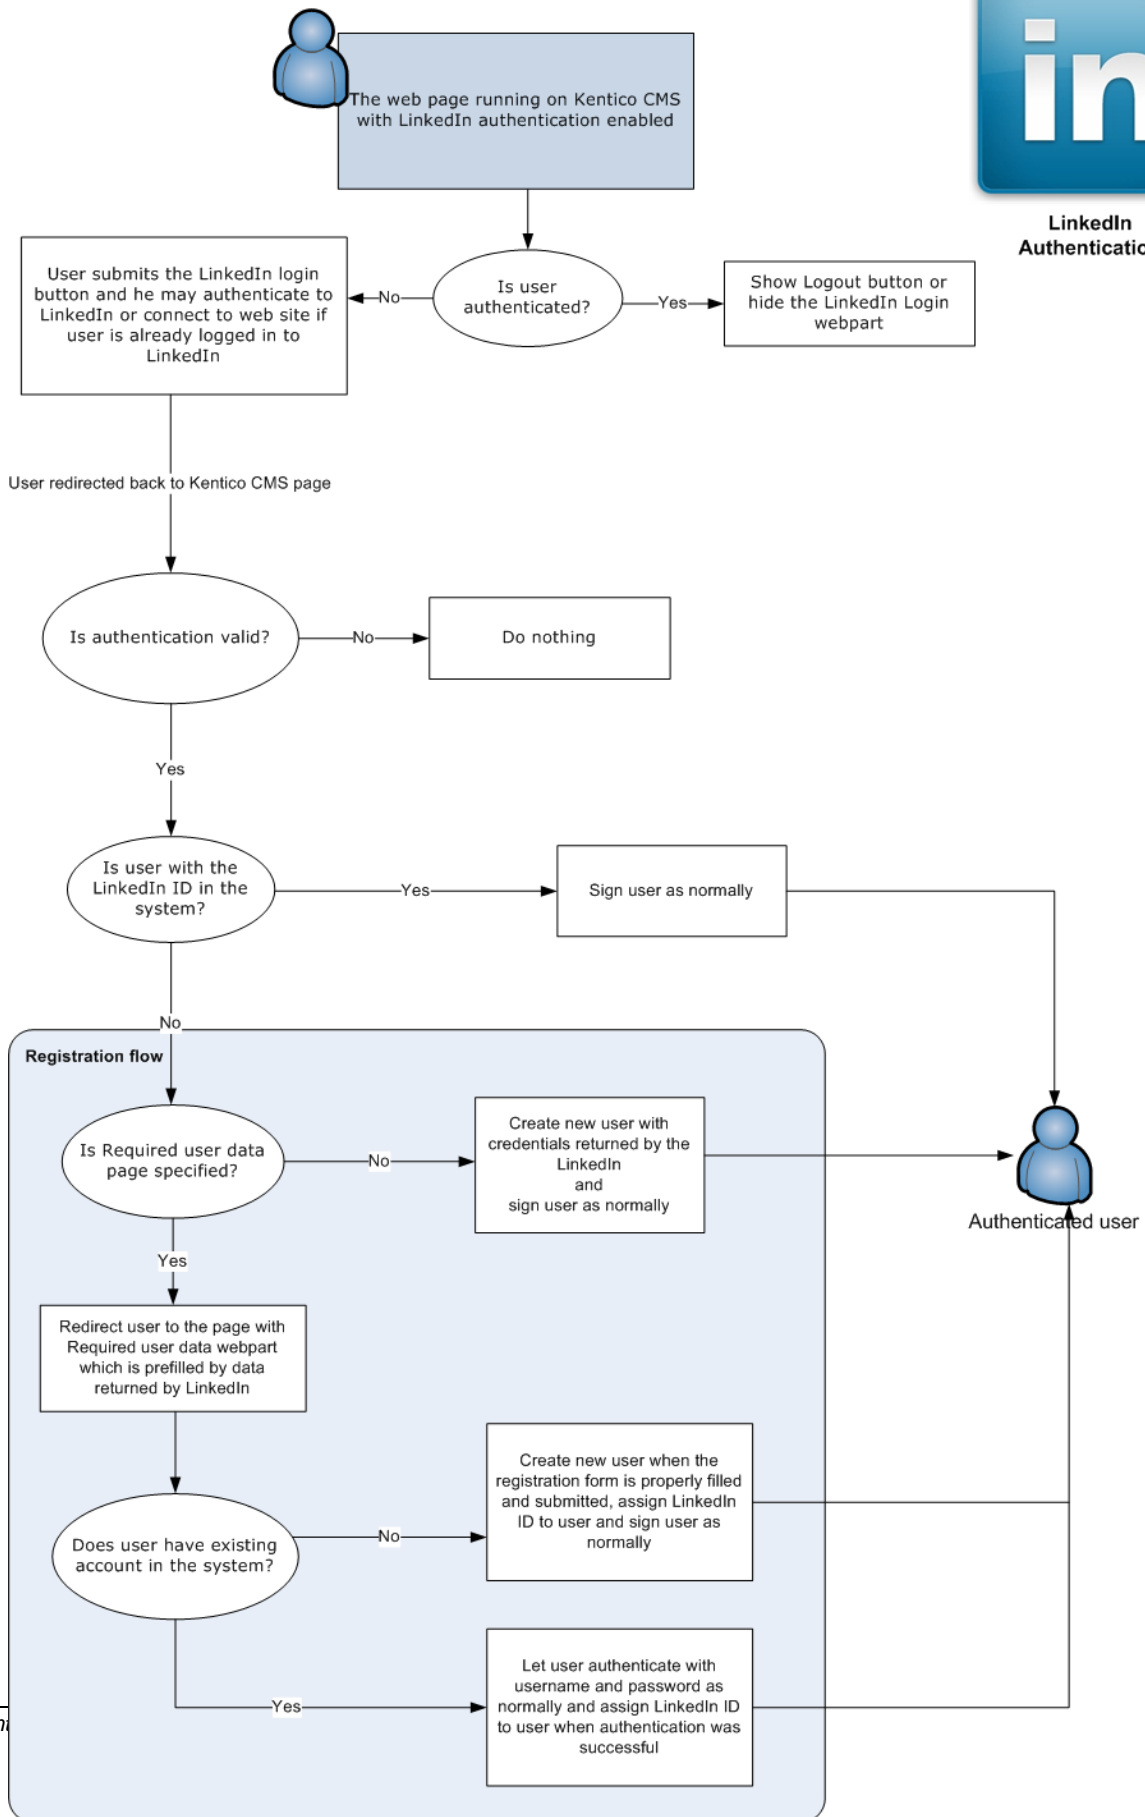 in
The web page running on Kentico CMS
with LinkedIn authentication enabled
LinkedIn
Authenticatio
User submits the LinkedIn login
button and he may authenticate to
LinkedIn or connect to web site if
user is already logged in to
LinkedIn
No
Is user
authenticated?
Yes
Show Logout button or
hide the LinkedIn Login
webpart
User redirected back to Kentico CMS page
Is authentication valid?
No
Do nothing
Yes
Is user with the
LinkedIn ID in the
system?
Yes
Sign user as normally
No
Registration flow
Is Required user data
page specified?
No
Create new user with
credentials returned by the
LinkedIn
and
sign user as normally
Authenticated user
Yes
Redirect user to the page with
Required user data webpart
which is prefilled by data
returned by LinkedIn
Create new user when the
registration form is properly filled
and submitted, assign LinkedIn
ID to user and sign user as
normally
Does user have existing
account in the system?
No
Yes
Let user authenticate with
username and password as
normally and assign LinkedIn ID
to user when authentication was
successful